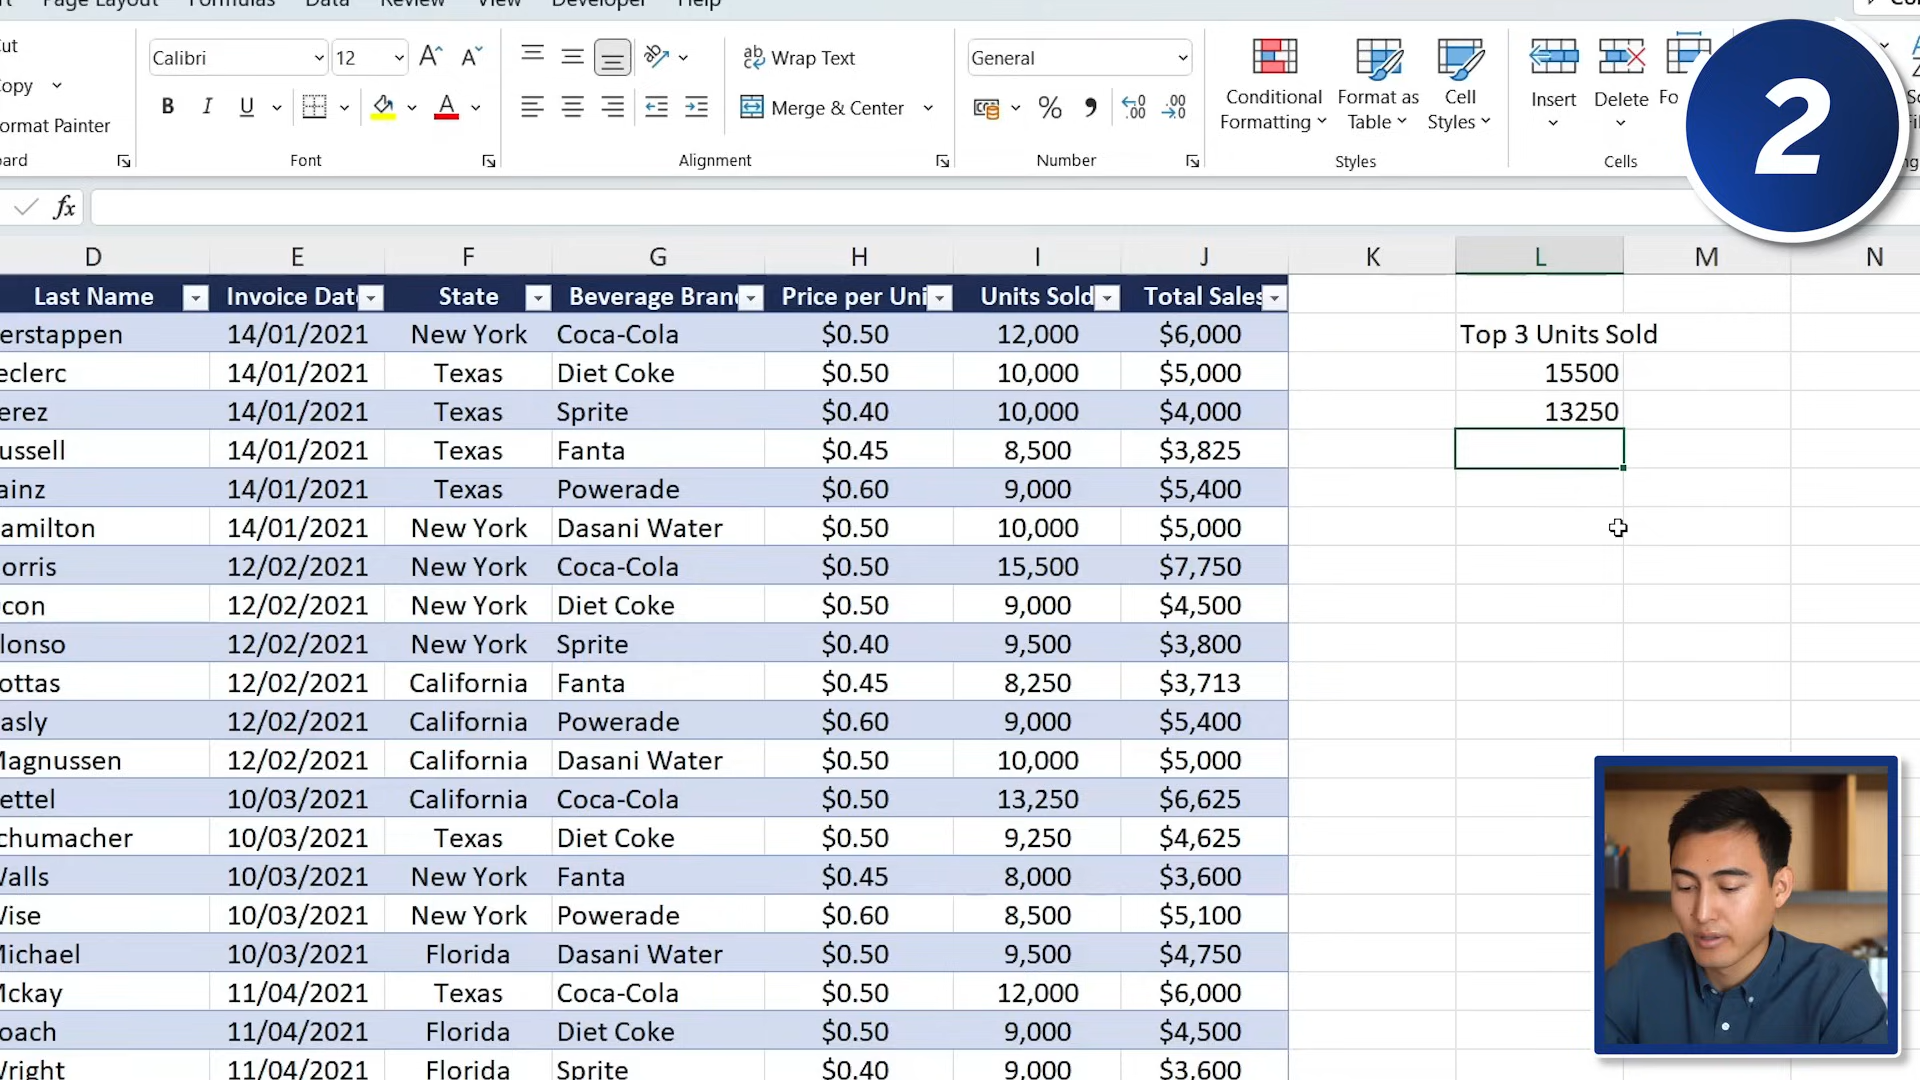 Page Layout Formulas Data Review View Developer Help
Calibri 12 Wrap Text General
Conditional Formatting Format as Table Cell Styles Insert Delete
2
B I U Merge & Center
ormat Painter
Font Alignment Number Styles Cells
fx
D E F G H I J K L M N
Last Name Invoice Dat State Beverage Bran Price per Uni Units Sold Total Sales
erstappen 14/01/2021 New York Coca-Cola $0.50 12,000 $6,000 Top 3 Units Sold
eclerc 14/01/2021 Texas Diet Coke $0.50 10,000 $5,000 15500
erez 14/01/2021 Texas Sprite $0.40 10,000 $4,000 13250
ussell 14/01/2021 Texas Fanta $0.45 8,500 $3,825
ainz 14/01/2021 Texas Powerade $0.60 9,000 $5,400
amilton 14/01/2021 New York Dasani Water $0.50 10,000 $5,000
orris 12/02/2021 New York Coca-Cola $0.50 15,500 $7,750
con 12/02/2021 New York Diet Coke $0.50 9,000 $4,500
lonso 12/02/2021 New York Sprite $0.40 9,500 $3,800
ottas 12/02/2021 California Fanta $0.45 8,250 $3,713
asly 12/02/2021 California Powerade $0.60 9,000 $5,400
Magnussen 12/02/2021 California Dasani Water $0.50 10,000 $5,000
ettel 10/03/2021 California Coca-Cola $0.50 13,250 $6,625
chumacher 10/03/2021 Texas Diet Coke $0.50 9,250 $4,625
Walls 10/03/2021 New York Fanta $0.45 8,000 $3,600
Wise 10/03/2021 New York Powerade $0.60 8,500 $5,100
Michael 10/03/2021 Florida Dasani Water $0.50 9,500 $4,750
Mckay 11/04/2021 Texas Coca-Cola $0.50 12,000 $6,000
oach 11/04/2021 Florida Diet Coke $0.50 9,000 $4,500
Wright 11/04/2021 Florida Sprite $0.40 9,000 $3,600